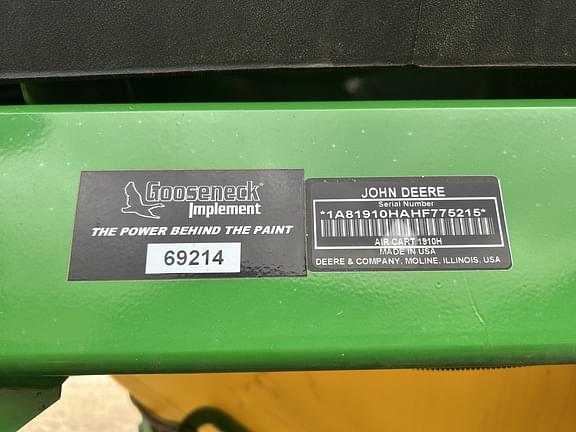 Gooseneck®
Implement
THE POWER BEHIND THE PAINT
69214
JOHN DEERE
Serial Number
*1A81910HAHF775215*
AIR CART 1910H
MADE IN USA
DEERE & COMPANY, MOLINE, ILLINOIS, USA